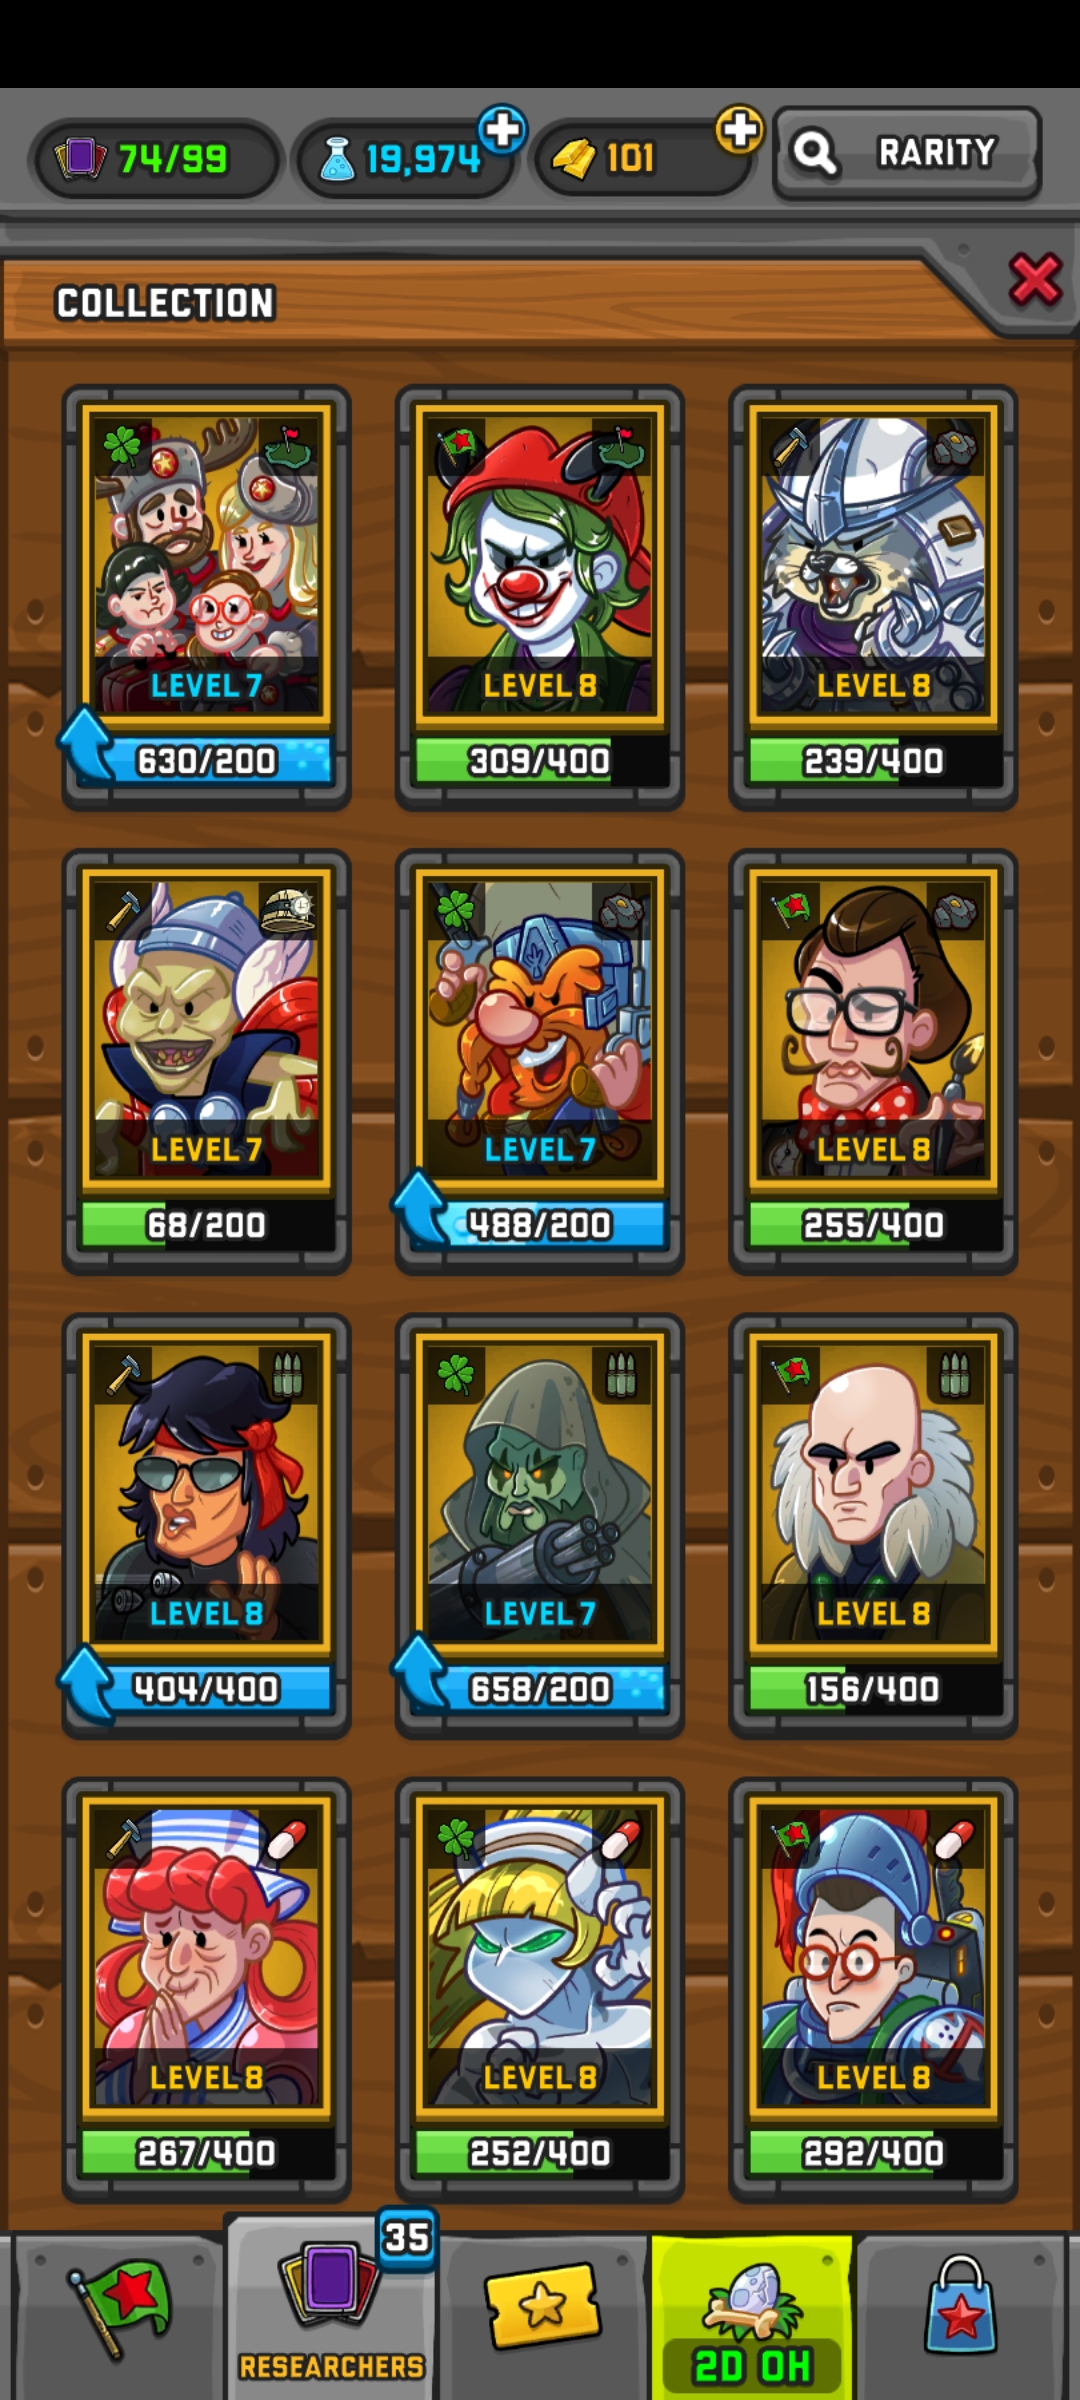 74/99 19,974 101 RARITY
COLLECTION
LEVEL 7 LEVEL 8 LEVEL 8
630/200 309/400 239/400
LEVEL 7 LEVEL 7 LEVEL 8
68/200 488/200 255/400
LEVEL 8 LEVEL 7 LEVEL 8
404/400 658/200 156/400
LEVEL 8 LEVEL 8 LEVEL 8
267/400 252/400 292/400
35
RESEARCHERS 2D 0H